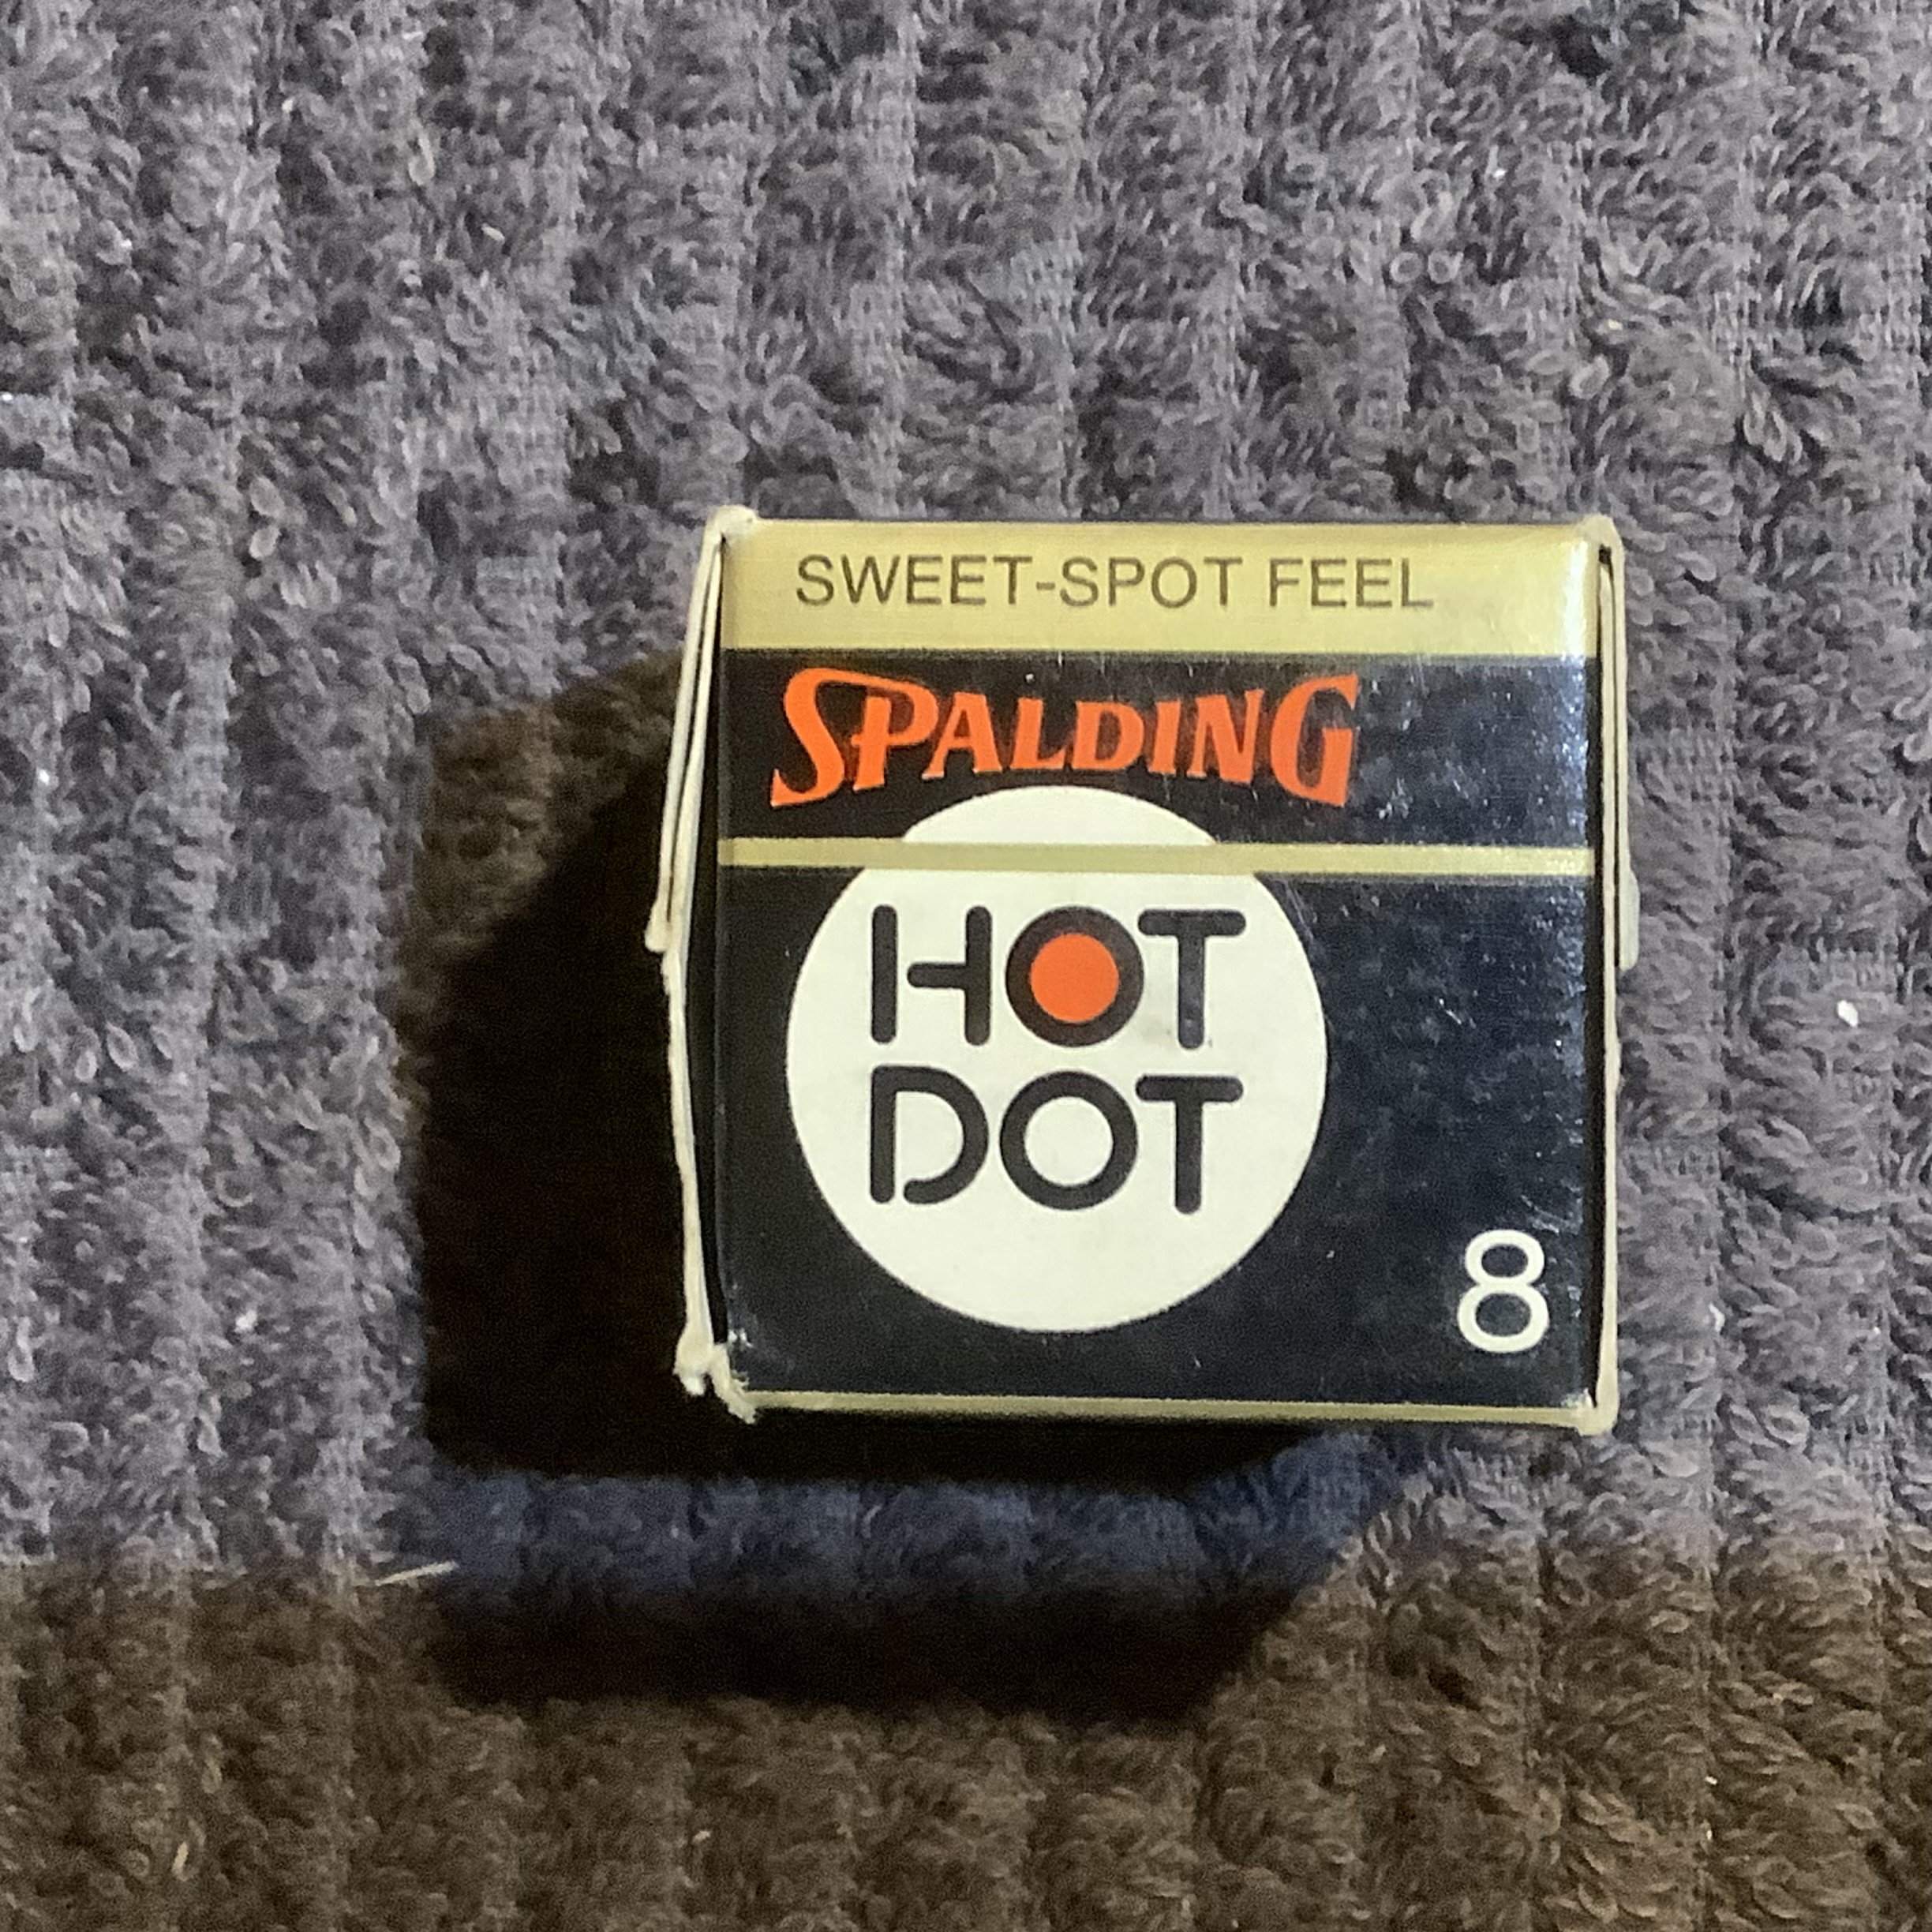 SWEET-SPOT FEEL
SPALDING
HOT
DOT
8